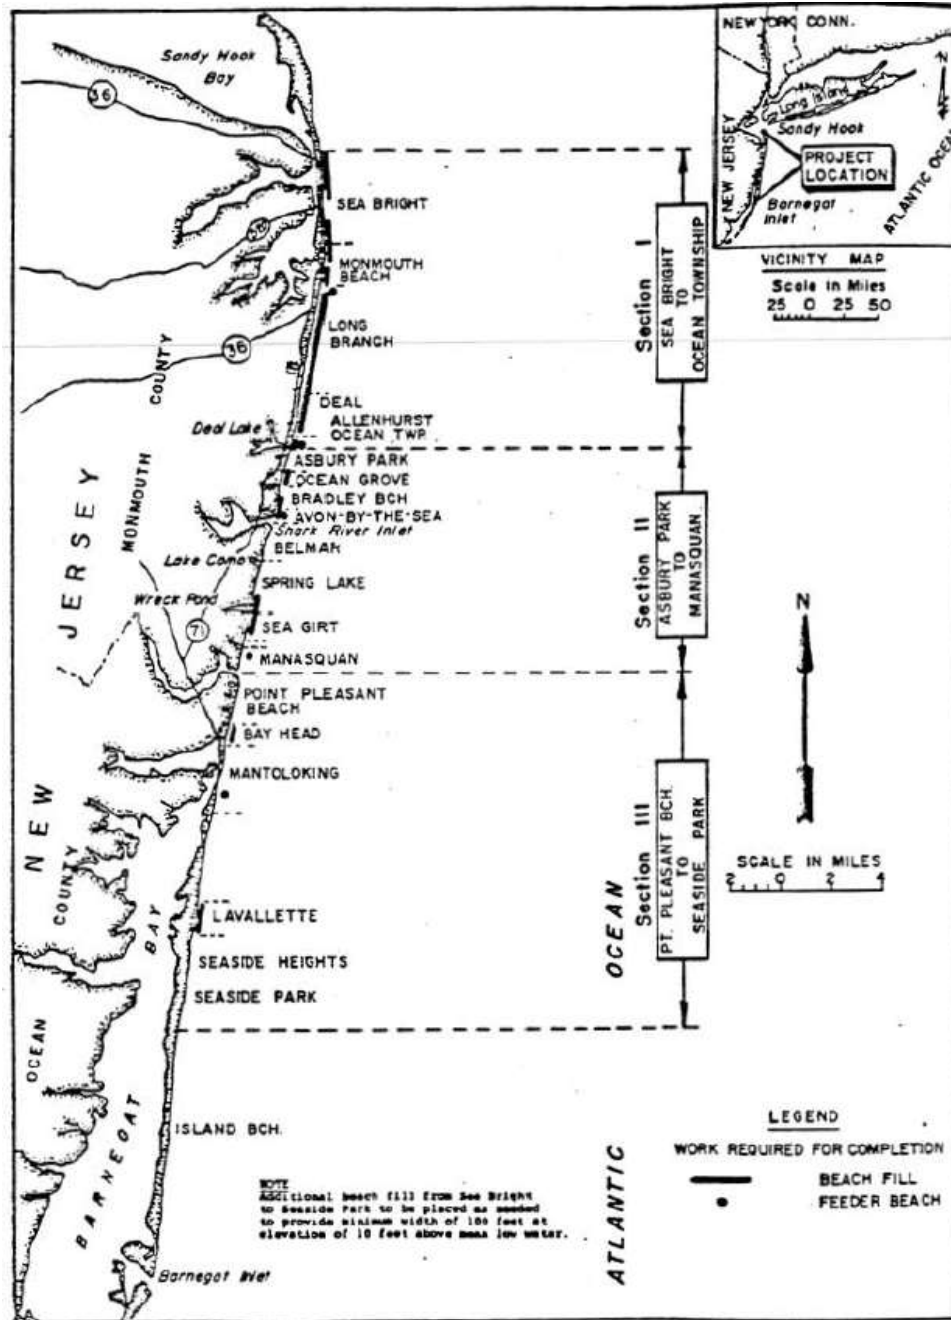 Sandy Hook
Bay
36
SEA BRIGHT
MONMOUTH
BEACH
LONG
BRANCH
36
COUNTY
MONMOUTH
DEAL
ALLENHURST
OCEAN TWP.
Deal Lake
ASBURY PARK
OCEAN GROVE
BRADLEY BCH
AVON-BY-THE-SEA
Shark River Inlet
BELMAR
Lake Como
SPRING LAKE
Wreck Pond
71
SEA GIRT
MANASQUAN
POINT PLEASANT
BEACH
BAY HEAD
MANTOLOKING
NEW JERSEY
OCEAN COUNTY
LAVALLETTE
SEASIDE HEIGHTS
SEASIDE PARK
BARNEGAT BAY
ISLAND BCH.
Barnegat Inlet
NOTE
Additional beach fill from Sea Bright
to Seaside Park to be placed as needed
to provide minimum width of 100 feet at
elevation of 10 feet above mean low water.
Section I
SEA BRIGHT
TO
OCEAN TOWNSHIP
Section II
ASBURY PARK
TO
MANASQUAN
Section III
PT. PLEASANT BCH.
TO
SEASIDE PARK
ATLANTIC OCEAN
NEW YORK CONN.
Long Island
Sandy Hook
NEW JERSEY
PROJECT
LOCATION
Barnegat
Inlet
ATLANTIC OCEAN
N
VICINITY MAP
Scale In Miles
25 0 25 50
N
SCALE IN MILES
2 0 2 4
LEGEND
WORK REQUIRED FOR COMPLETION
BEACH FILL
FEEDER BEACH